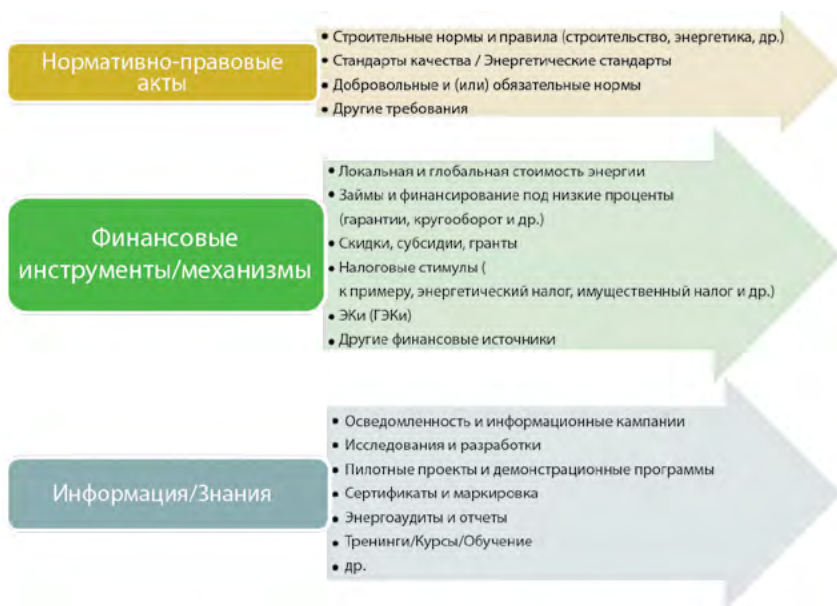 Нормативно-правовые
акты
• Строительные нормы и правила (строительство, энергетика, др.)
• Стандарты качества / Энергетические стандарты
• Добровольные и (или) обязательные нормы
• Другие требования
Финансовые
инструменты/механизмы
• Локальная и глобальная стоимость энергии
• Займы и финансирование под низкие проценты
(гарантии, кругооборот и др.)
• Скидки, субсидии, гранты
• Налоговые стимулы (
к примеру, энергетический налог, имущественный налог и др.)
• ЭКи (ГЭКи)
• Другие финансовые источники
Информация/Знания
• Осведомленность и информационные кампании
• Исследования и разработки
• Пилотные проекты и демонстрационные программы
• Сертификаты и маркировка
• Энергоаудиты и отчеты
• Тренинги/Курсы/Обучение
• др.